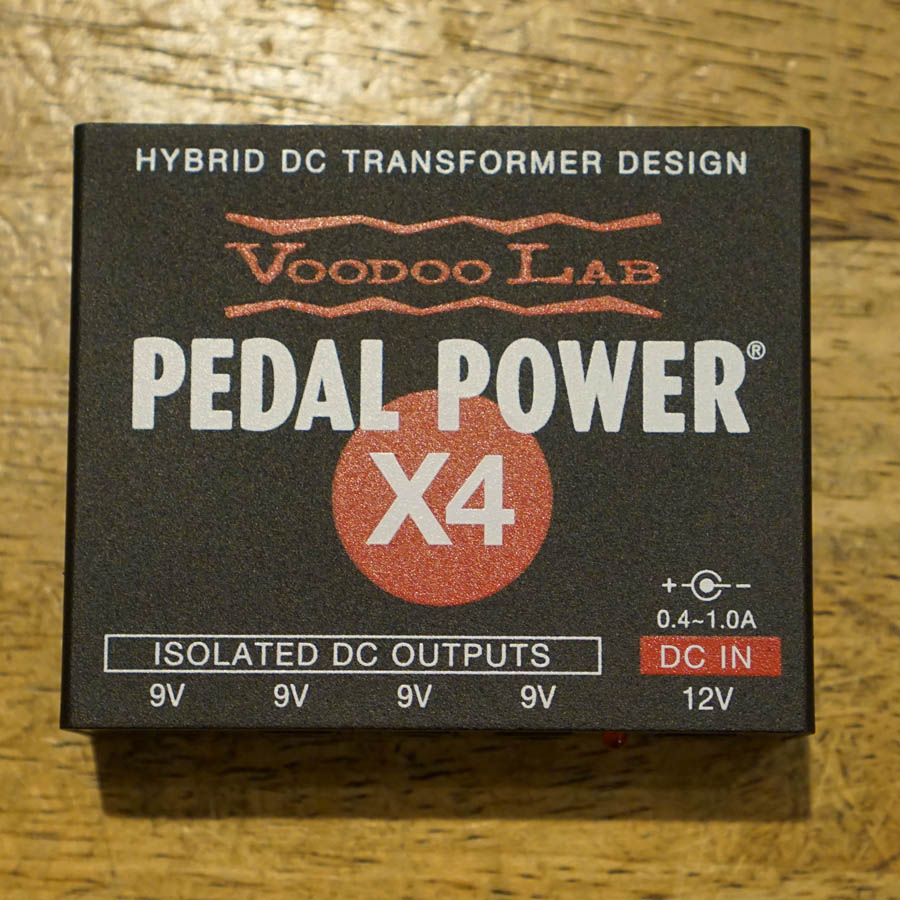 HYBRID DC TRANSFORMER DESIGN
VOODOO LAB
PEDAL POWER®
X4
+ -
0.4~1.0A
ISOLATED DC OUTPUTS DC IN
9V 9V 9V 9V 12V